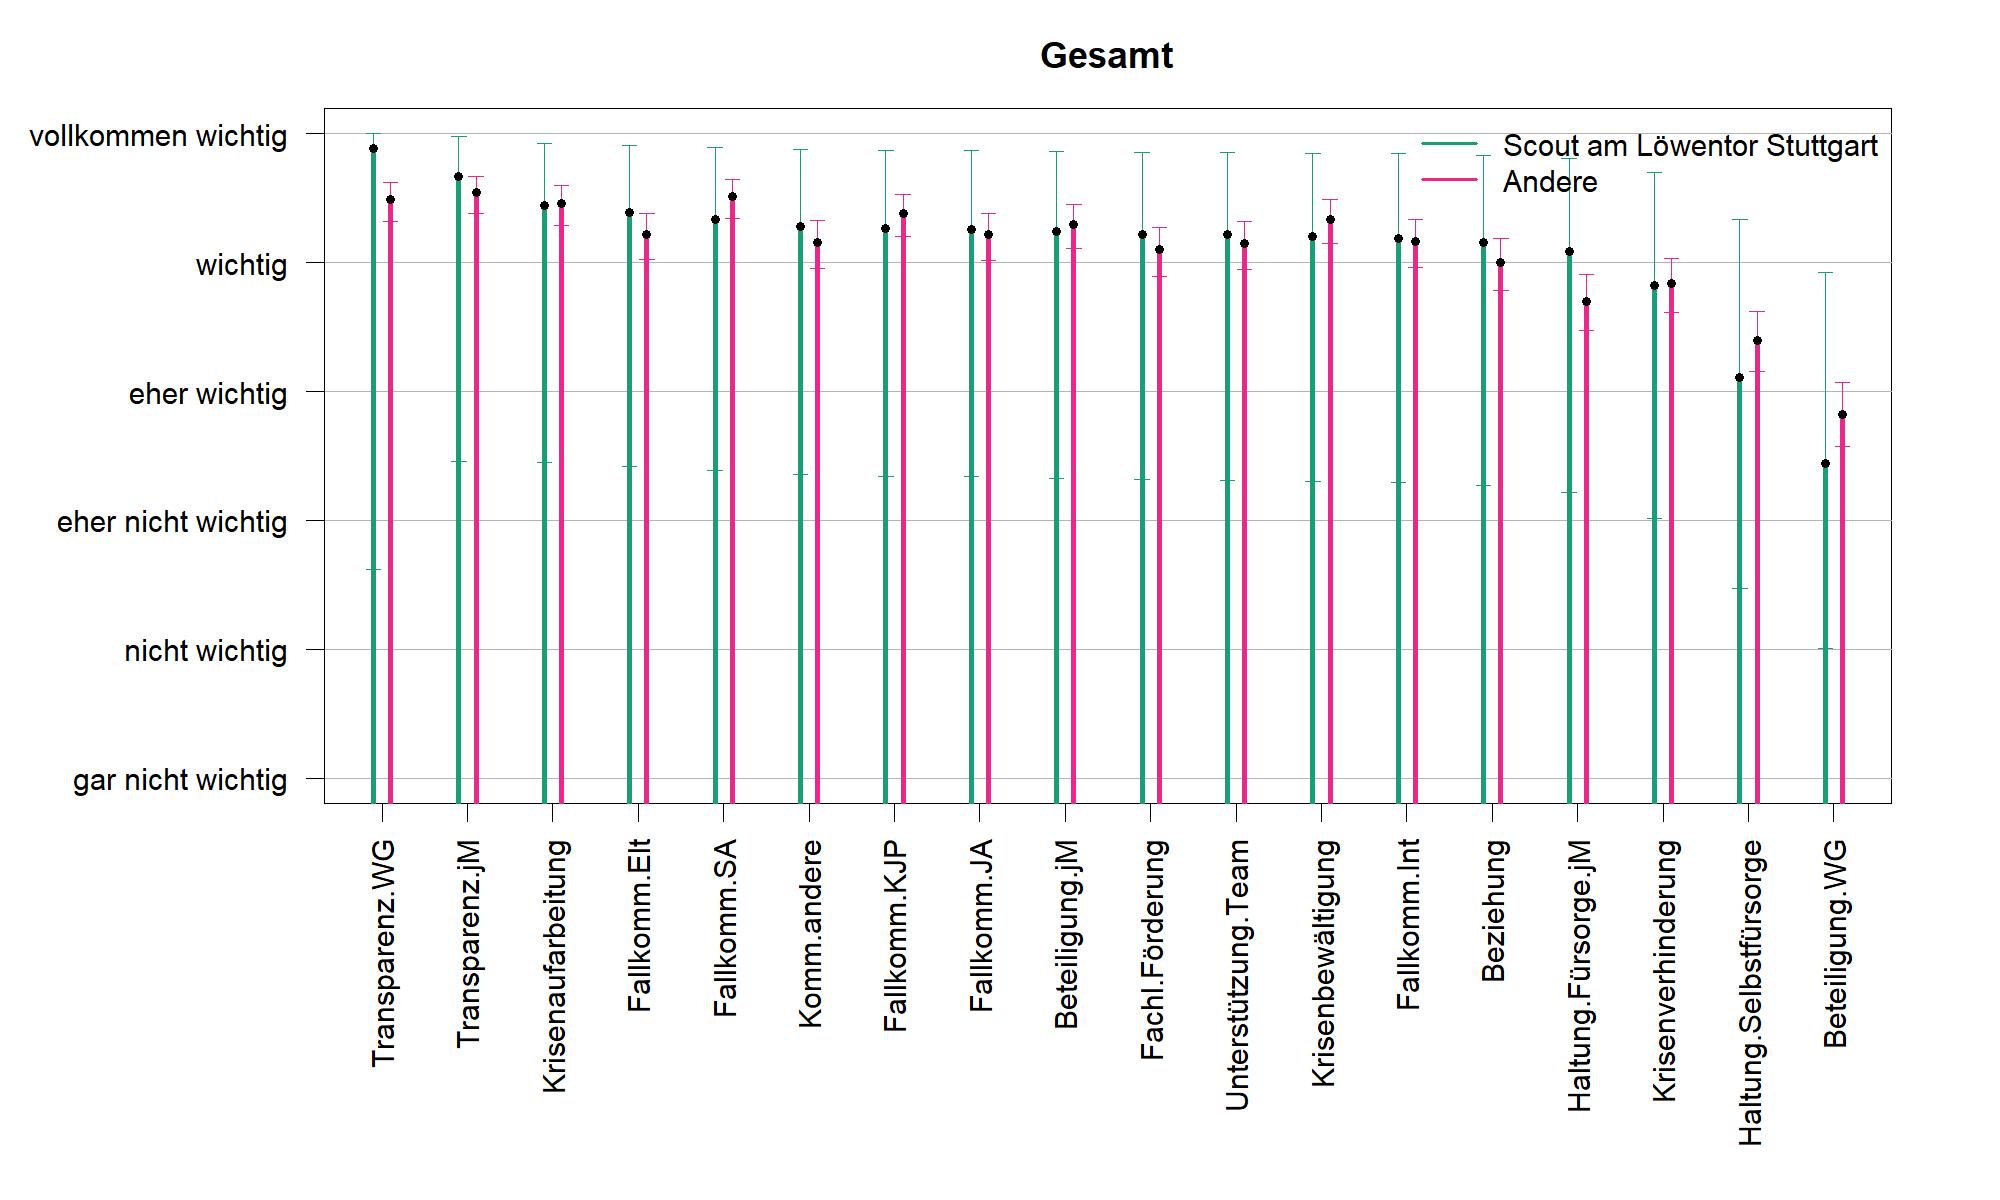 Gesamt
vollkommen wichtig
wichtig
eher wichtig
eher nicht wichtig
nicht wichtig
gar nicht wichtig
Scout am Löwentor Stuttgart
Andere
Transparenz.WG
Transparenz.jM
Krisenaufarbeitung
Fallkomm.Elt
Fallkomm.SA
Komm.andere
Fallkomm.KJP
Fallkomm.JA
Beteiligung.jM
Fachl.Förderung
Unterstützung.Team
Krisenbewältigung
Fallkomm.Int
Beziehung
Haltung.Fürsorge.jM
Krisenverhinderung
Haltung.Selbstfürsorge
Beteiligung.WG